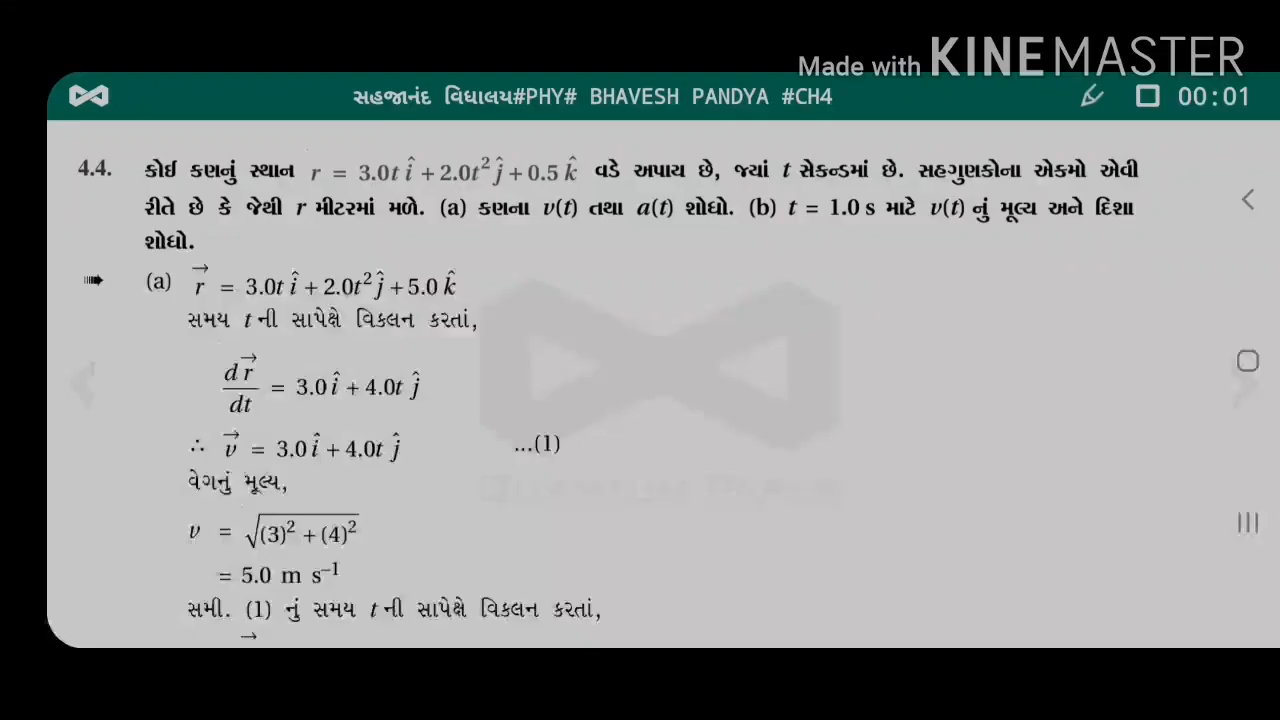 Made with KINEMASTER
સહજાનંદ વિધાલય#PHY# BHAVESH PANDYA #CH4 00:01
4.4. કોઈ કણનું સ્થાન r = 3.0t î + 2.0t² ĵ + 0.5 k̂ વડે અપાય છે, જ્યાં t સેકન્ડમાં છે. સહગુણકોના એકમો એવી
રીતે છે કે જેથી r મીટરમાં મળે. (a) કણના v(t) તથા a(t) શોધો. (b) t = 1.0 s માટે v(t) નું મૂલ્ય અને દિશા
શોધો.
➠ (a) r⃗ = 3.0t î + 2.0t² ĵ + 5.0 k̂
સમય t ની સાપેક્ષે વિકલન કરતાં,
dr⃗/dt = 3.0 î + 4.0t ĵ
∴ v⃗ = 3.0 î + 4.0t ĵ ...(1)
વેગનું મૂલ્ય,
v = √(3)² + (4)²
= 5.0 m s⁻¹
સમી. (1) નું સમય t ની સાપેક્ષે વિકલન કરતાં,